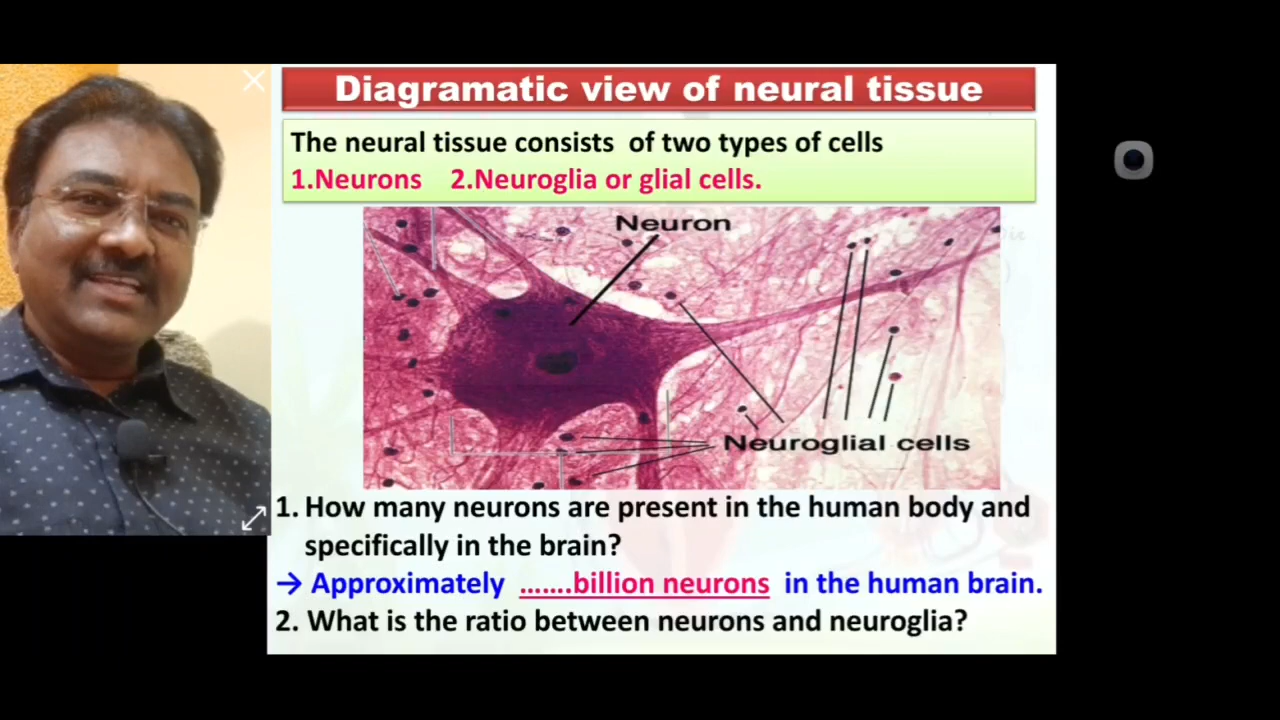 Diagramatic view of neural tissue
The neural tissue consists of two types of cells
1.Neurons 2.Neuroglia or glial cells.
Neuron
Neuroglial cells
1. How many neurons are present in the human body and
specifically in the brain?
→ Approximately …….billion neurons in the human brain.
2. What is the ratio between neurons and neuroglia?